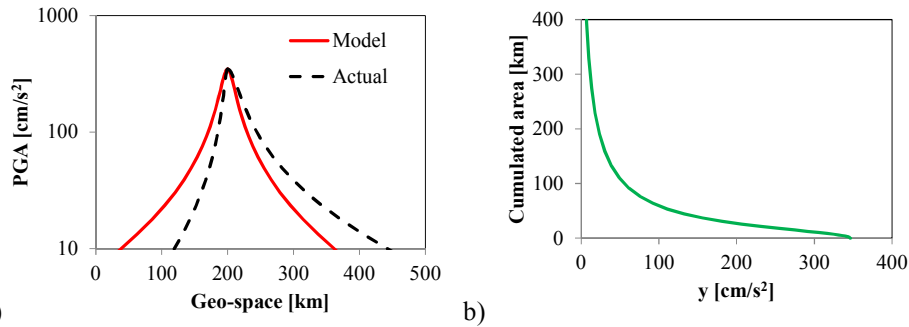 1000
100
10
PGA [cm/s²]
Model
Actual
0 100 200 300 400 500
Geo-space [km]
)
400
300
200
100
0
Cumulated area [km]
0 100 200 300 400
y [cm/s²]
b)